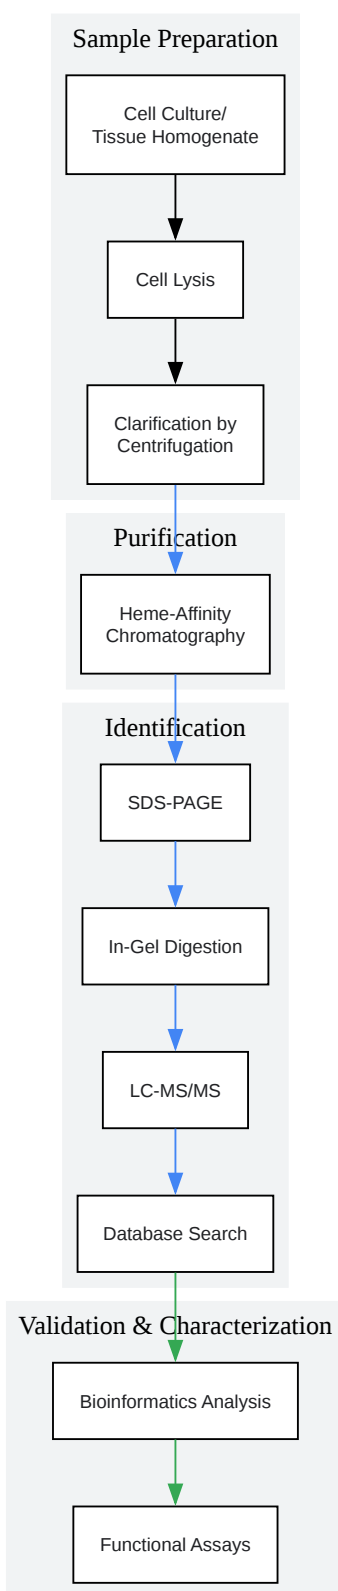 Sample Preparation
Cell Culture/
Tissue Homogenate
Cell Lysis
Clarification by
Centrifugation
Purification
Heme-Affinity
Chromatography
Identification
SDS-PAGE
In-Gel Digestion
LC-MS/MS
Database Search
Validation & Characterization
Bioinformatics Analysis
Functional Assays